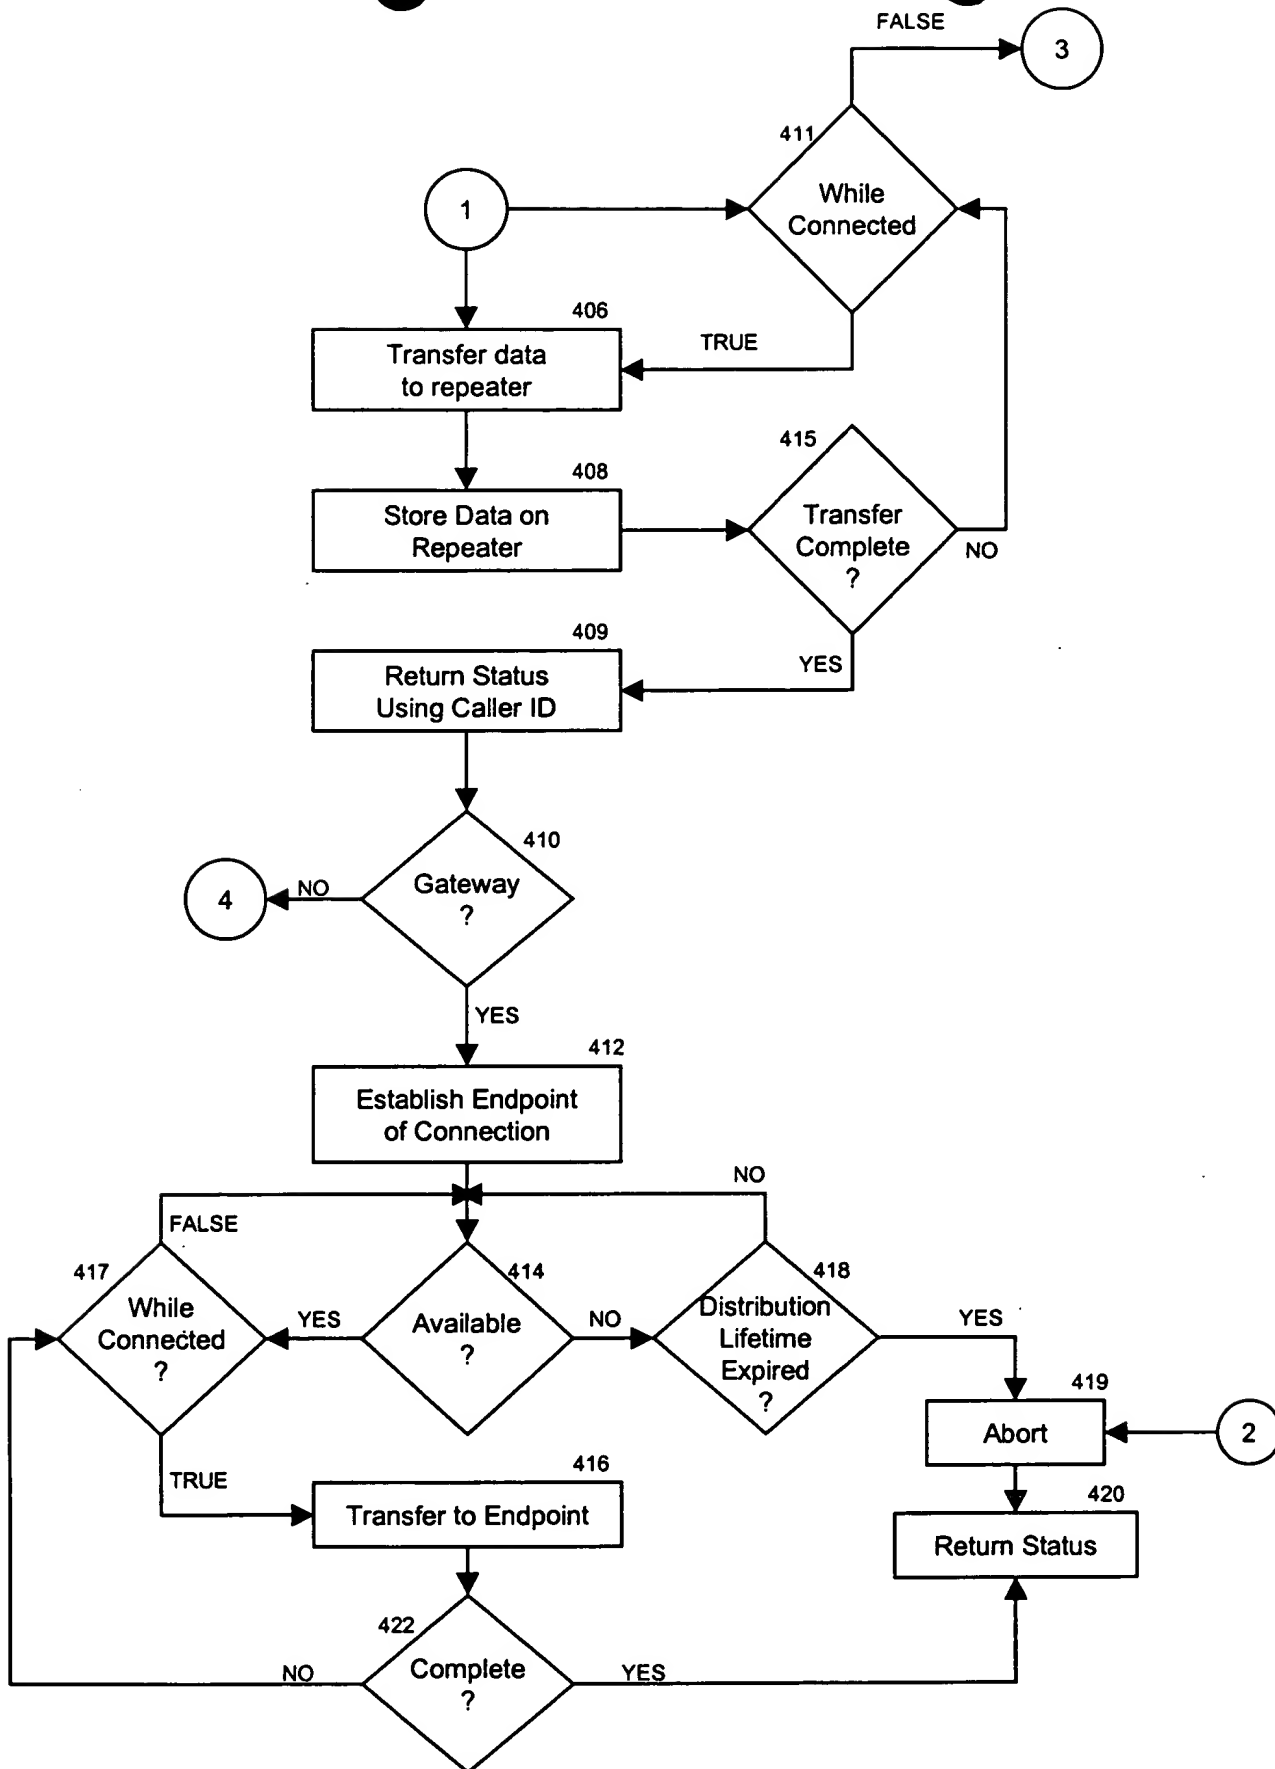 FALSE
3
411
While
Connected
1
406
TRUE
Transfer data
to repeater
415
408
Transfer
Complete
?
Store Data on
Repeater
NO
409
YES
Return Status
Using Caller ID
410
Gateway
?
NO
4
YES
412
Establish Endpoint
of Connection
NO
FALSE
417
414
418
While
Connected
?
YES
Available
?
NO
Distribution
Lifetime
Expired
?
YES
419
Abort
2
TRUE
416
Transfer to Endpoint
420
Return Status
422
Complete
?
NO
YES